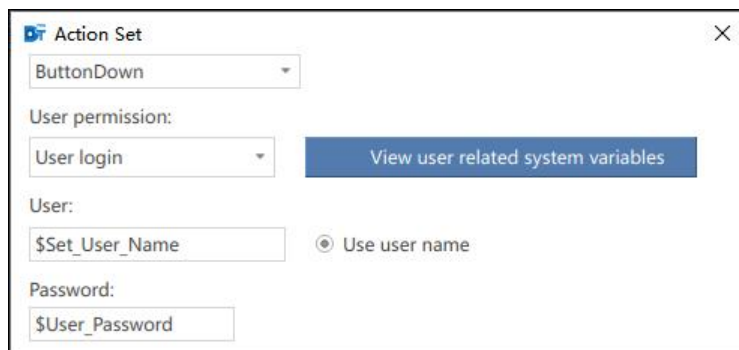 Action Set
ButtonDown
User permission:
User login
View user related system variables
User:
$Set_User_Name
Use user name
Password:
$User_Password